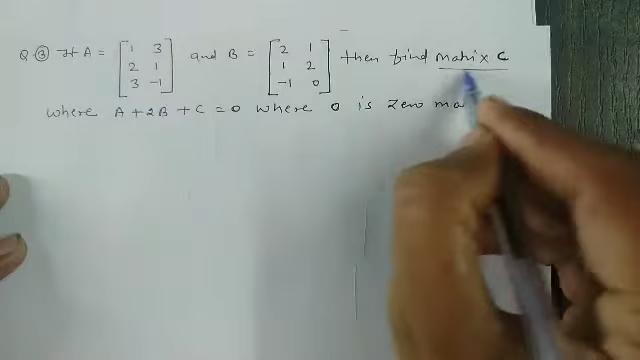 Q.③ If A = [1 3 2 1 3 -1] and B = [2 1 1 2 -1 0] then find matrix C
where A + 2B + C = 0 where 0 is zero ma